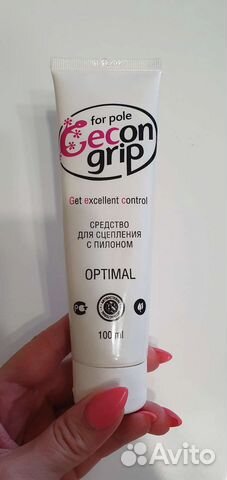 for pole
Gecon
grip
Get excellent control
СРЕДСТВО
ДЛЯ СЦЕПЛЕНИЯ
С ПИЛОНОМ
OPTIMAL
100 ml
Avito